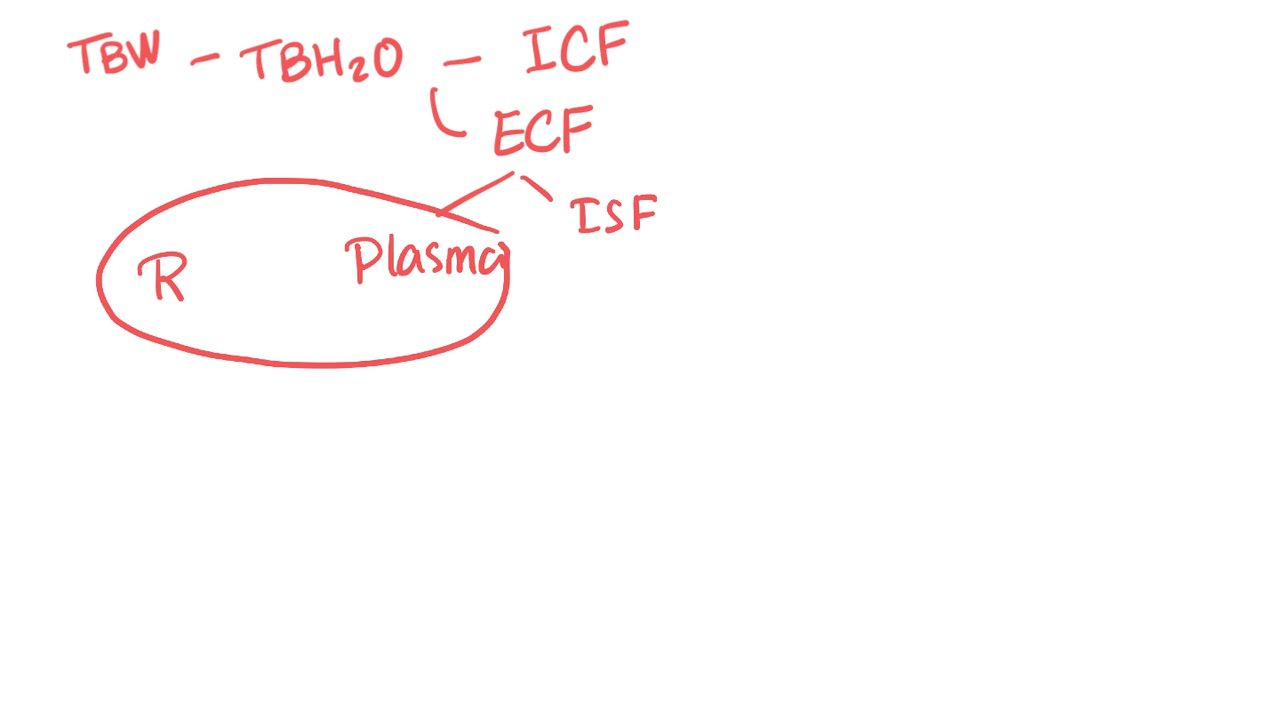 TBW - TBH₂O - ICF
ECF
ISF
R Plasma